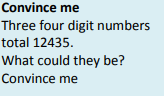 Convince me
Three four digit numbers
total 12435.
What could they be?
Convince me